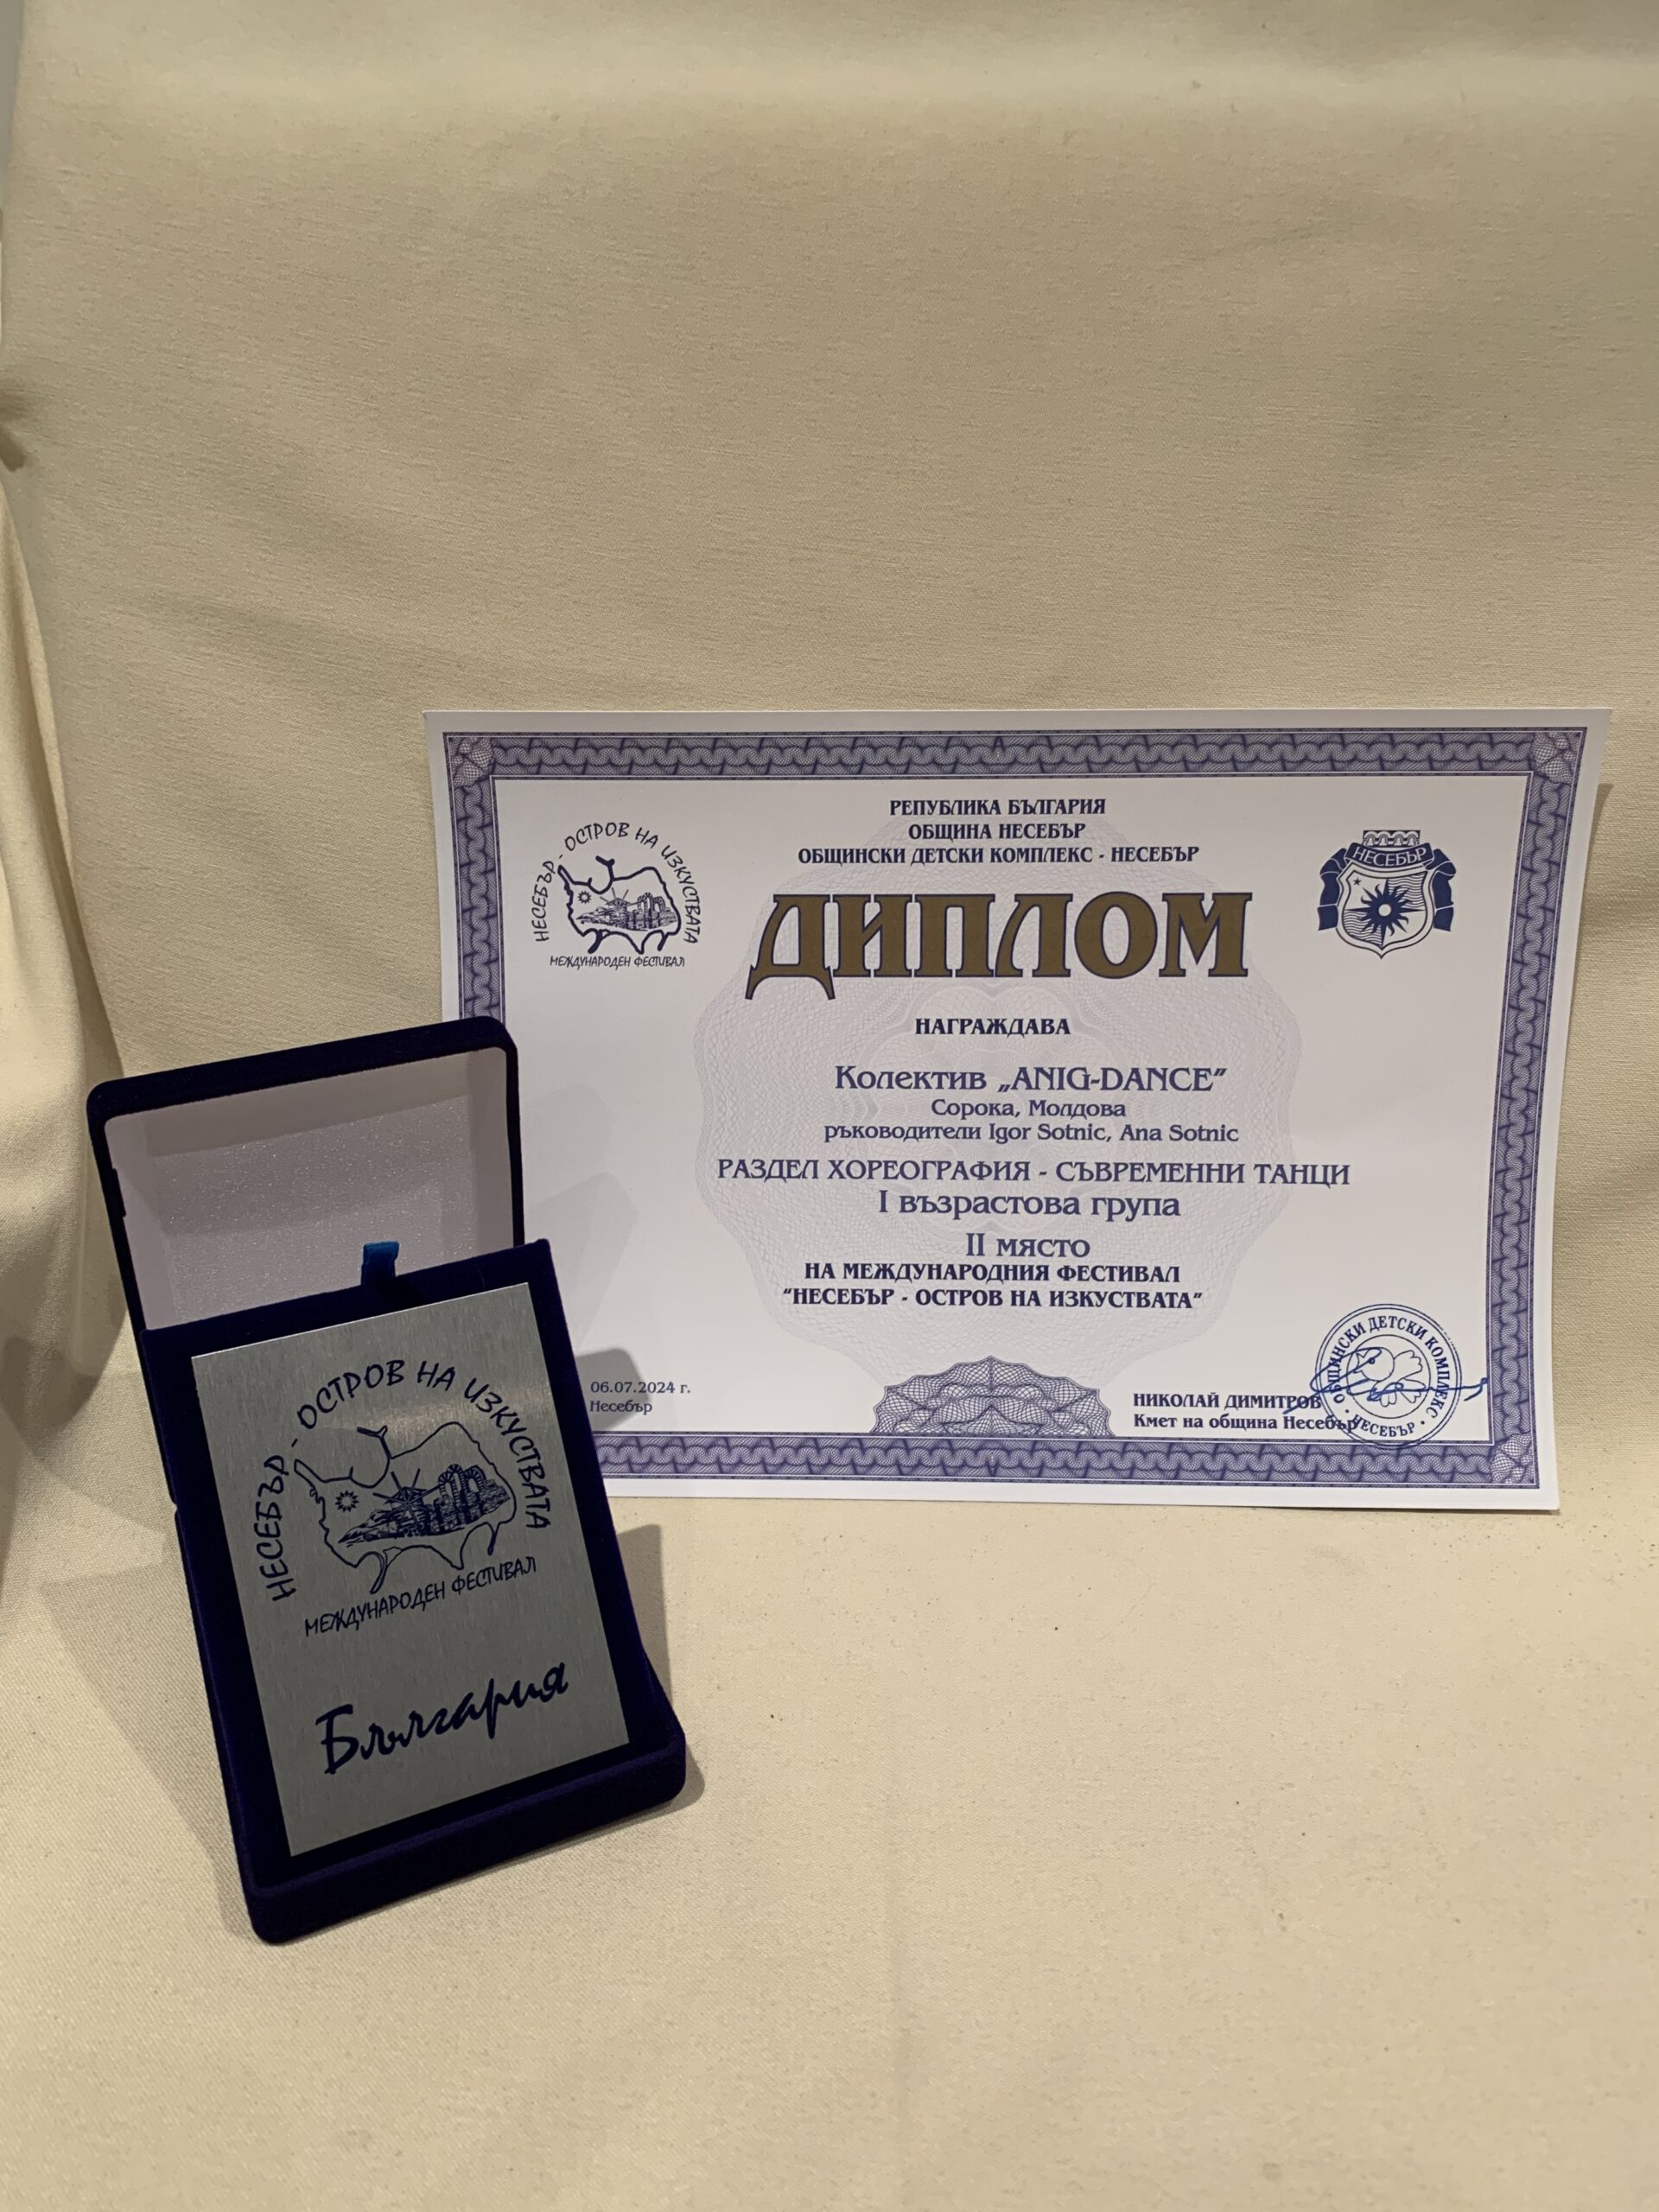 РЕПУБЛИКА БЪЛГАРИЯ
ОБЩИНА НЕСЕБЪР
ОБЩИНСКИ ДЕТСКИ КОМПЛЕКС - НЕСЕБЪР
НЕСЕБЪР - ОСТРОВ НА ИЗКУСТВАТА
МЕЖДУНАРОДЕН ФЕСТИВАЛ
НЕСЕБЪР
ДИПЛОМ
НАГРАЖДАВА
Колектив „ANIG-DANCE”
Сорока, Молдова
ръководители Igor Sotnic, Ana Sotnic
РАЗДЕЛ ХОРЕОГРАФИЯ - СЪВРЕМЕННИ ТАНЦИ
I възрастова група
II МЯСТО
НА МЕЖДУНАРОДНИЯ ФЕСТИВАЛ
“НЕСЕБЪР - ОСТРОВ НА ИЗКУСТВАТА”
06.07.2024 г.
Несебър
НИКОЛАЙ ДИМИТРОВ
Кмет на община Несебър
ОБЩИНСКИ ДЕТСКИ КОМПЛЕКС
· НЕСЕБЪР ·
НЕСЕБЪР - ОСТРОВ НА ИЗКУСТВАТА
МЕЖДУНАРОДЕН ФЕСТИВАЛ
България